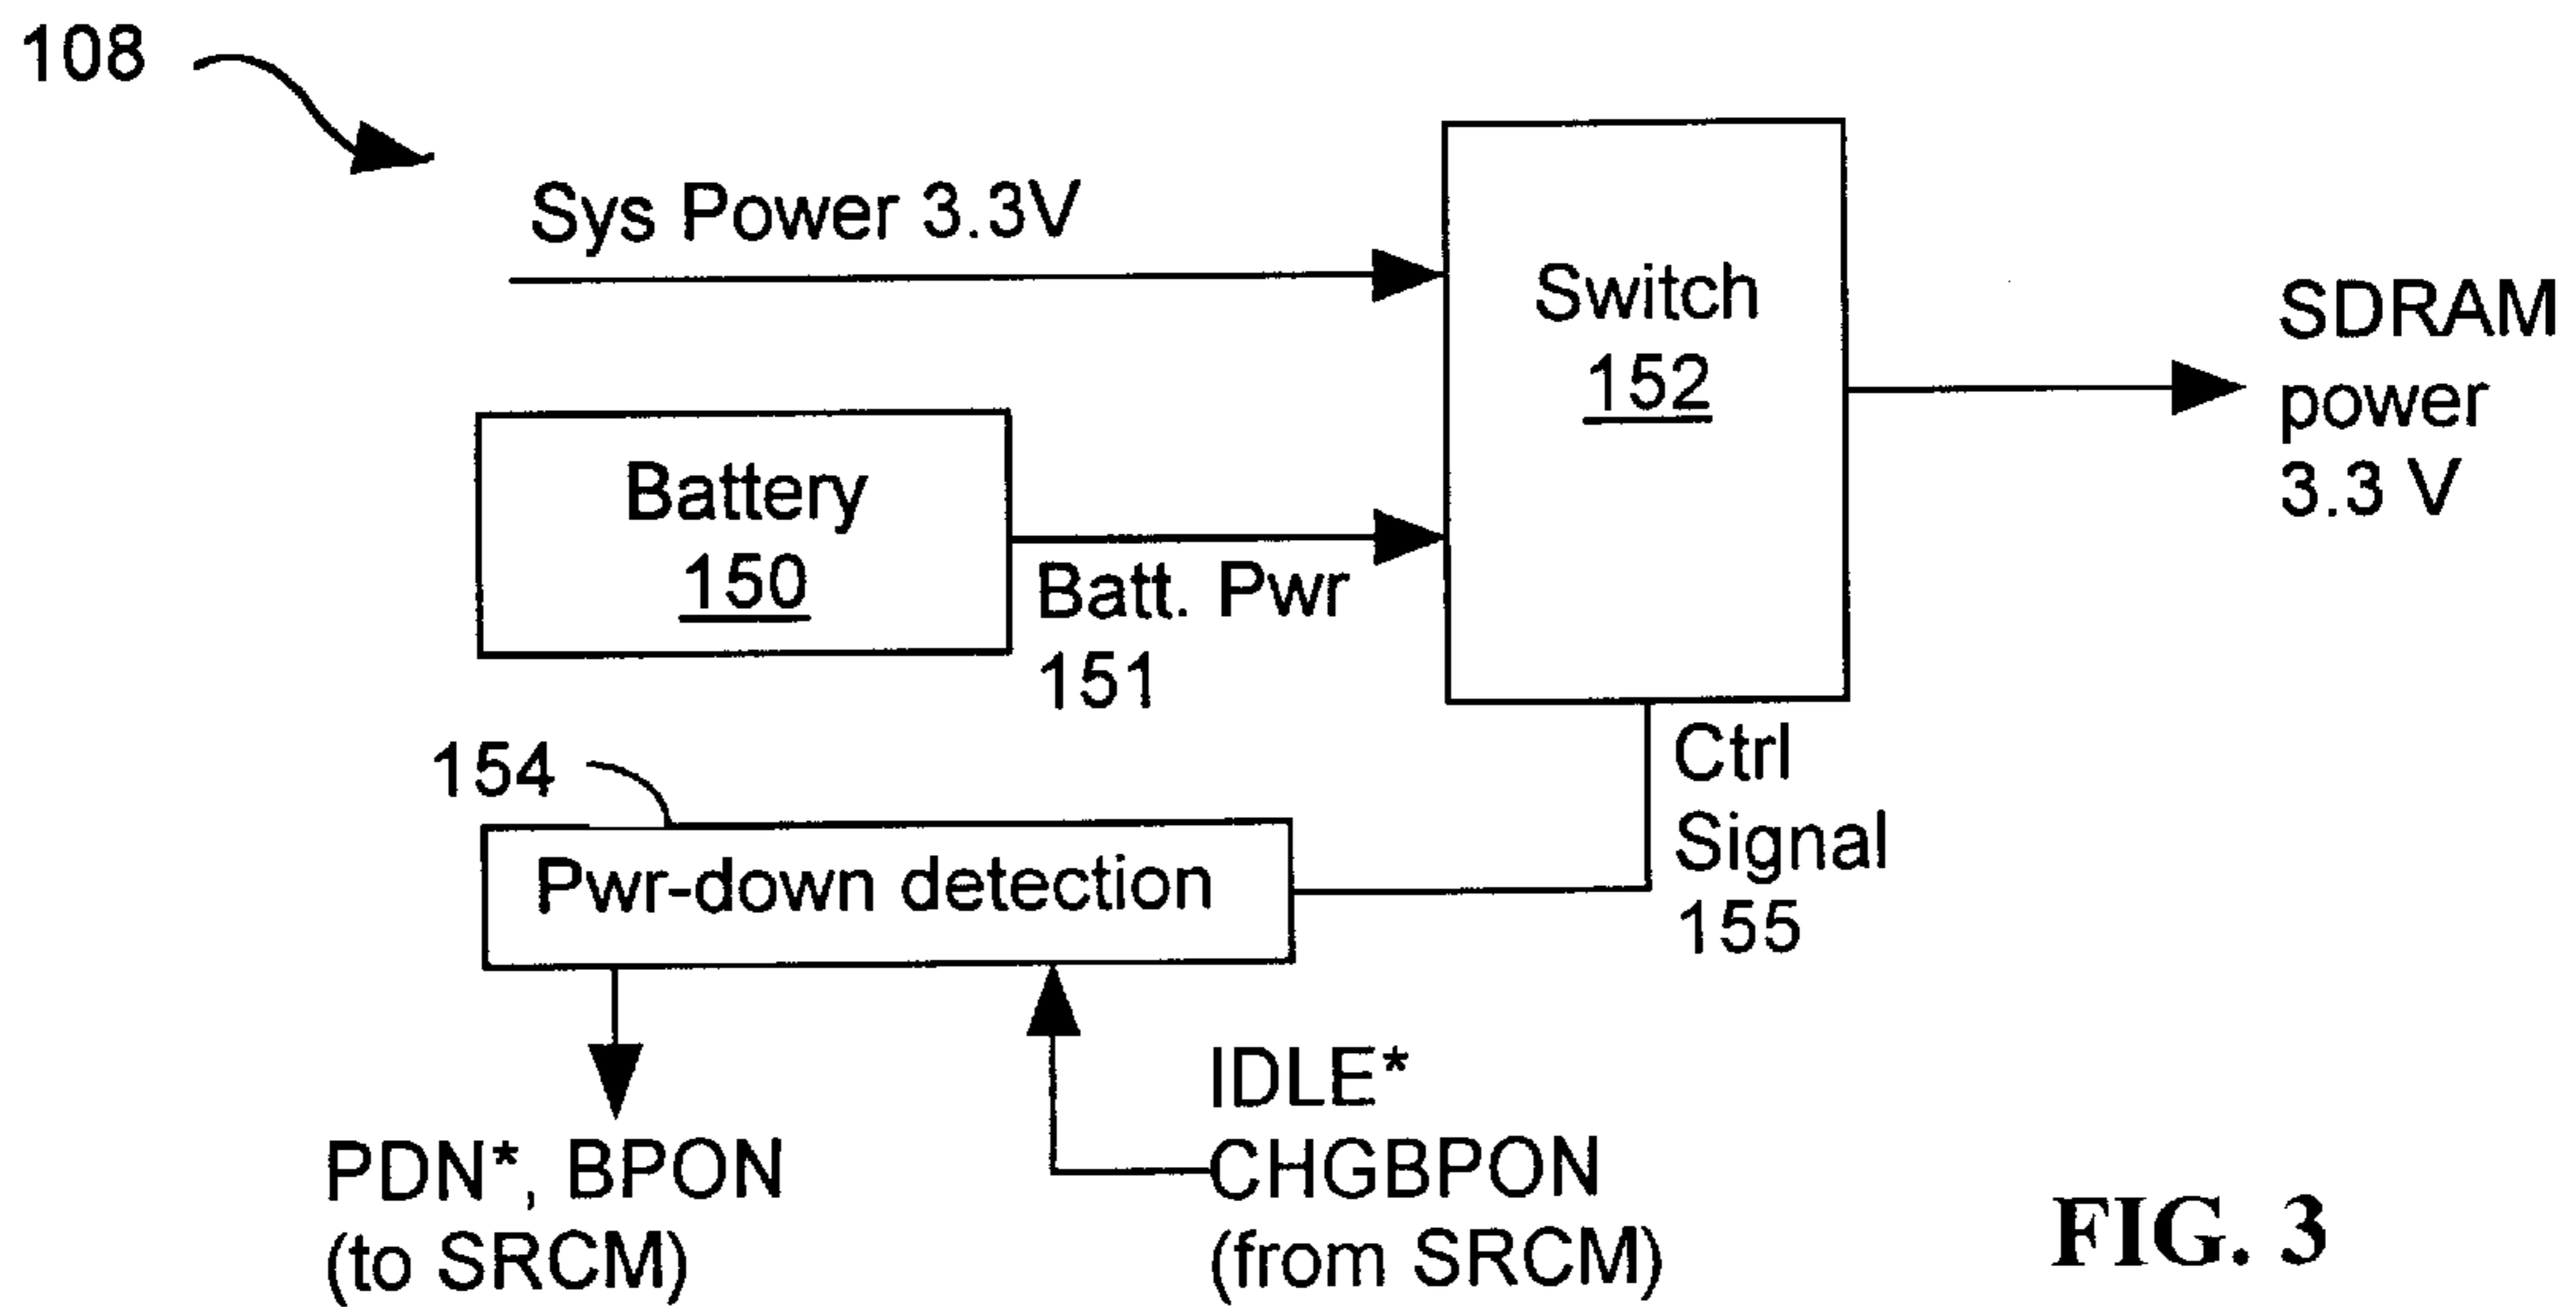 108
Sys Power 3.3V
Switch
152
SDRAM
power
3.3 V
Battery
150
Batt. Pwr
151
154
Pwr-down detection
Ctrl
Signal
155
PDN*, BPON
(to SRCM)
IDLE*
CHGBPON
(from SRCM)
FIG. 3